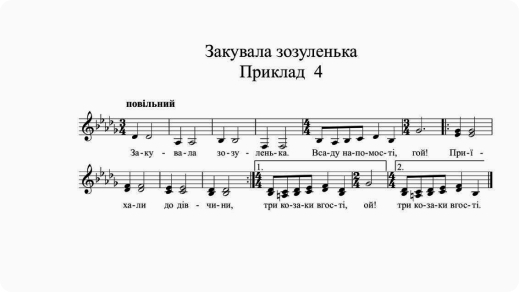 Закувала зозуленька
Приклад 4
повільний
За - ку - ва - ла зо - зу - лень - ка. Вса - ду на - по - мос - ті, гой! При - ї -
1. 2.
ха - ли до дів - чи - ни, три ко - за - ки вгос - ті, ой! три ко - за - ки вгос - ті.